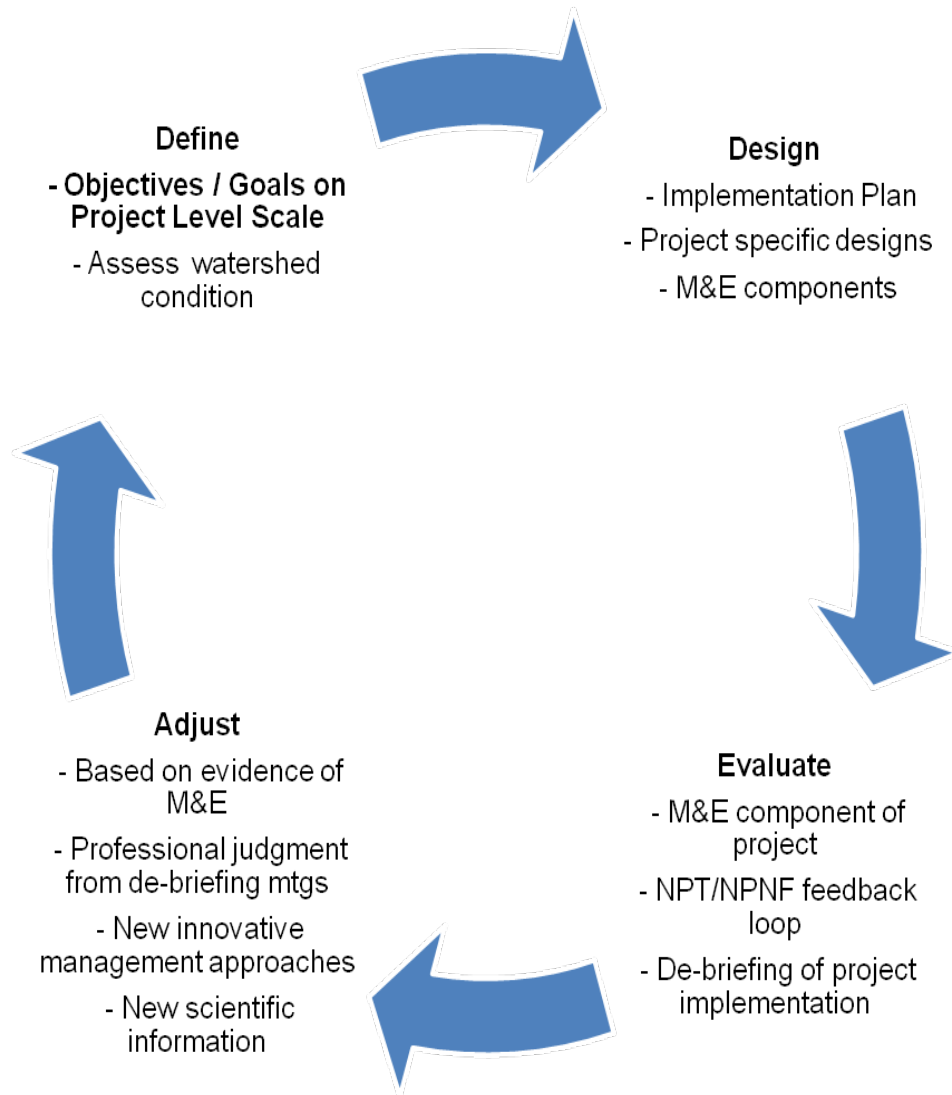 Define
- Objectives / Goals on
Project Level Scale
- Assess watershed
condition
Design
- Implementation Plan
- Project specific designs
- M&E components
Evaluate
- M&E component of
project
- NPT/NPNF feedback
loop
- De-briefing of project
implementation
Adjust
- Based on evidence of
M&E
- Professional judgment
from de-briefing mtgs
- New innovative
management approaches
- New scientific
information